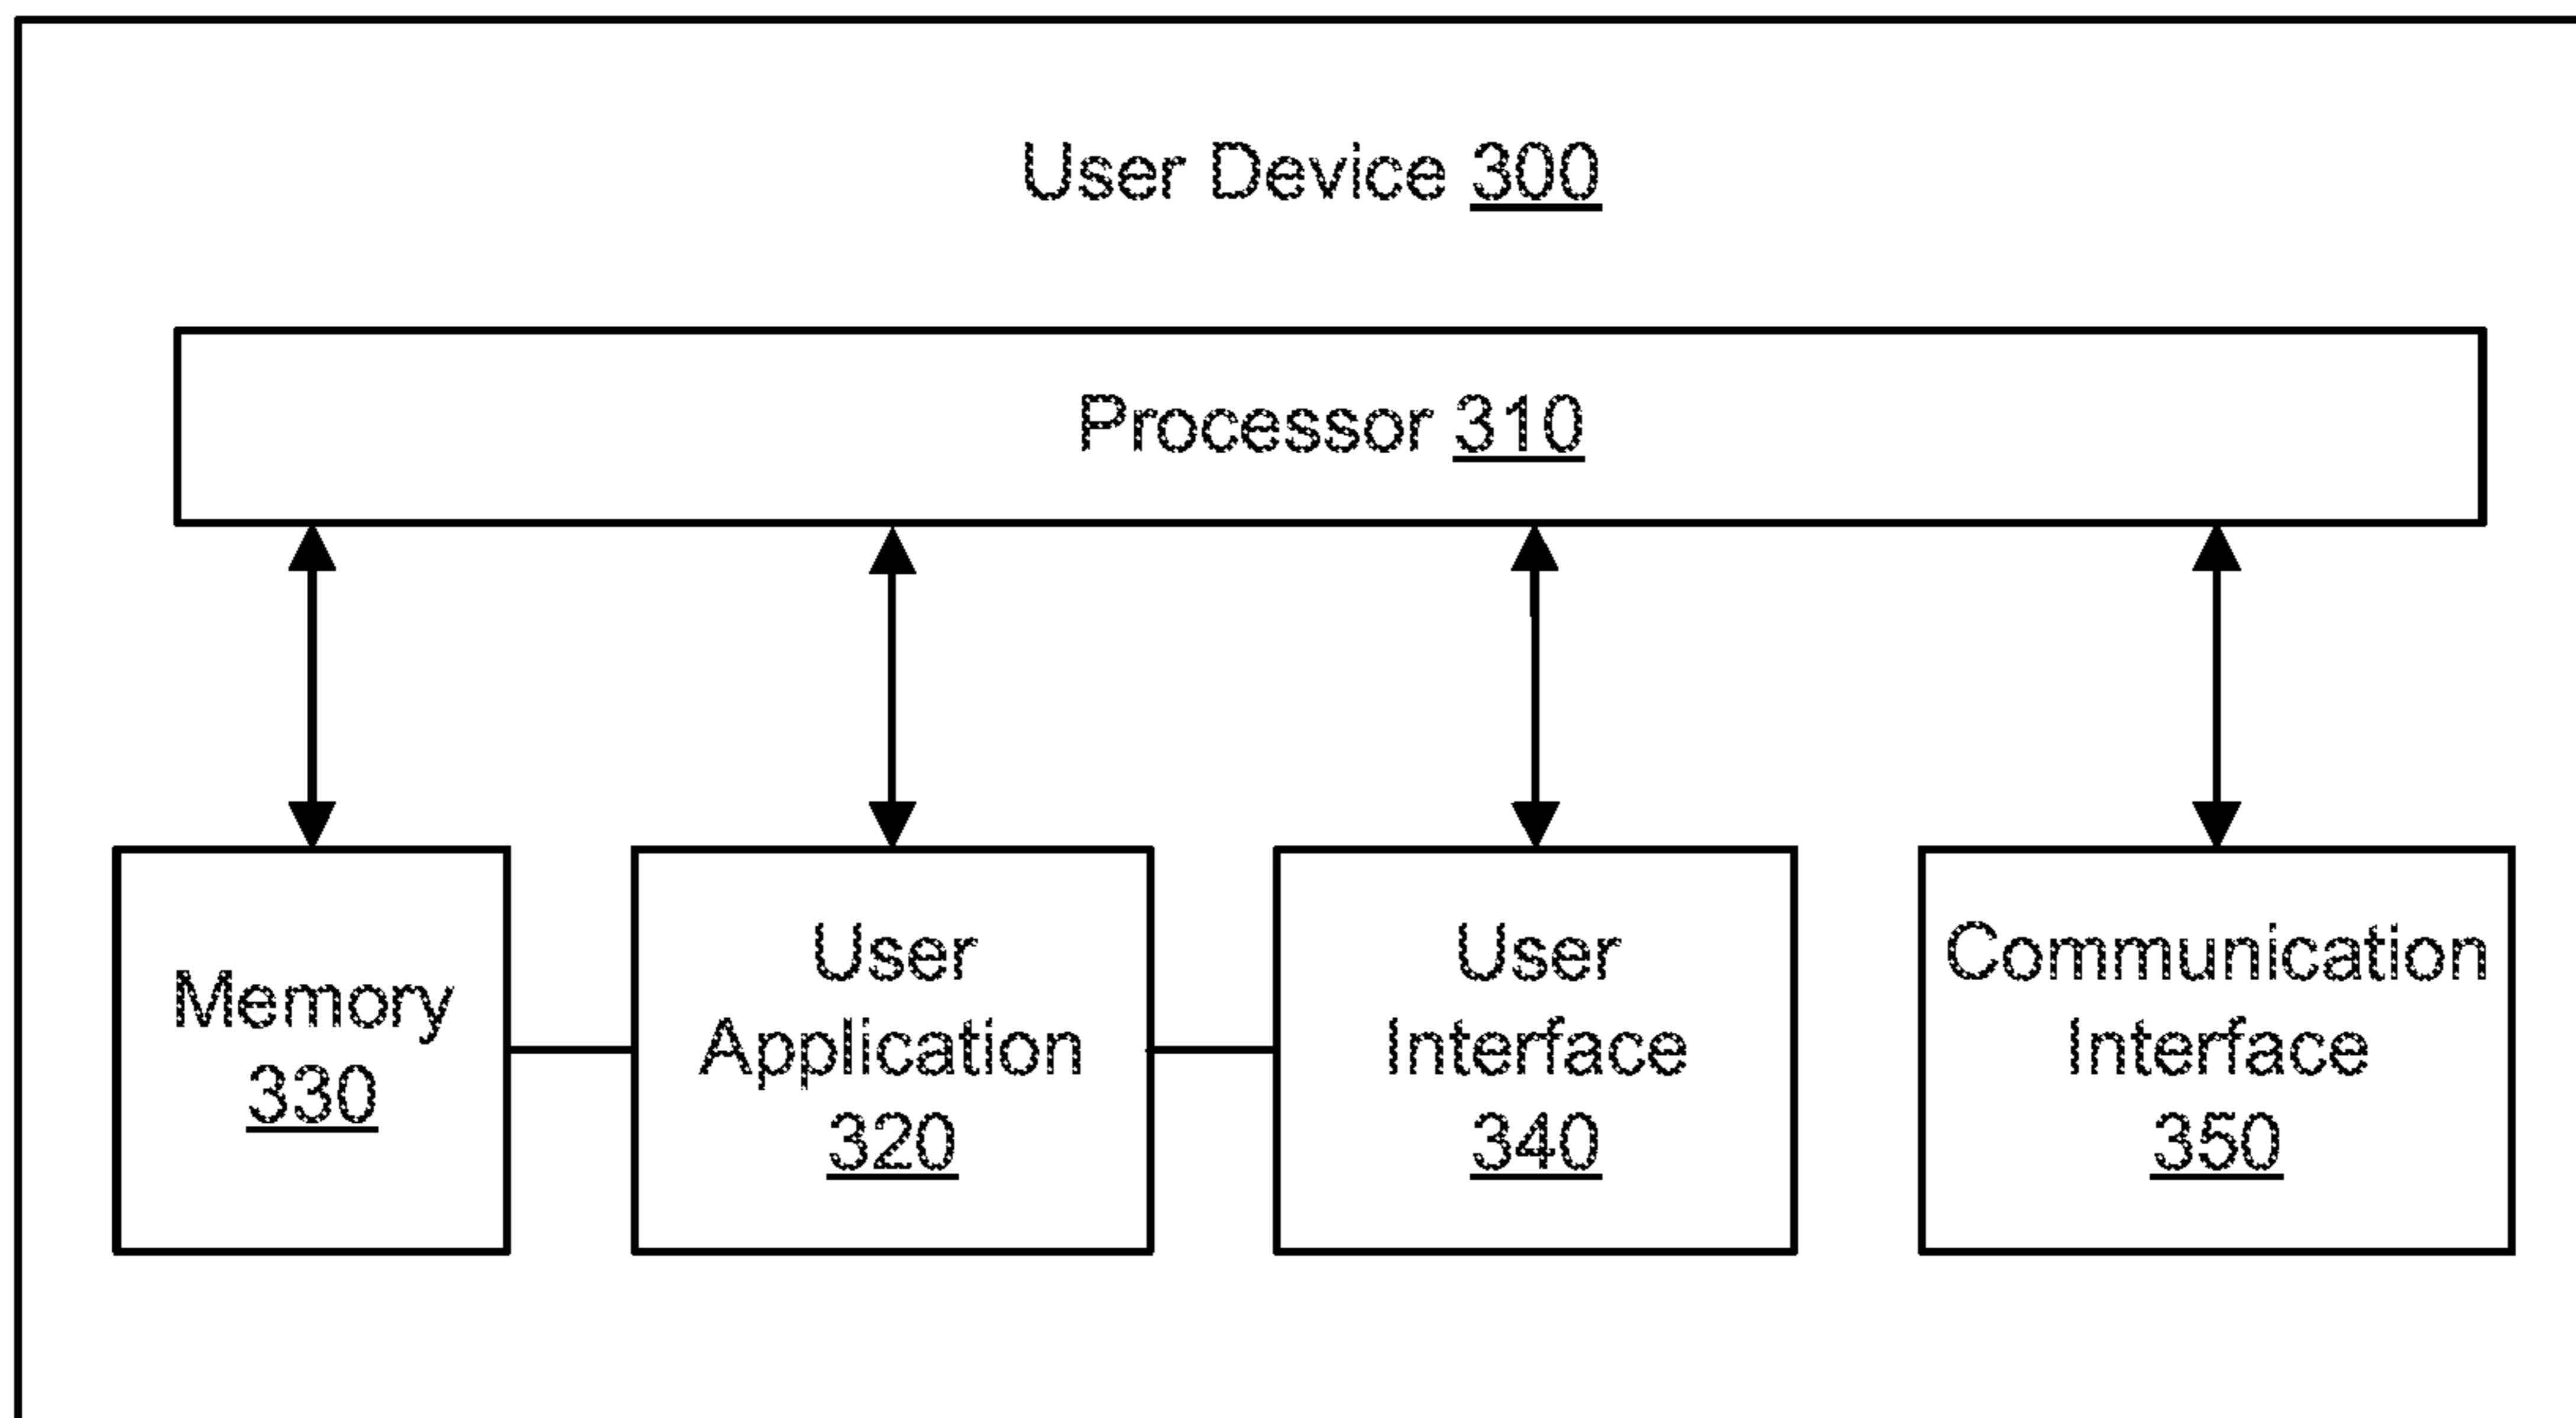 User Device 300
Processor 310
Memory
330
User
Application
320
User
Interface
340
Communication
Interface
350